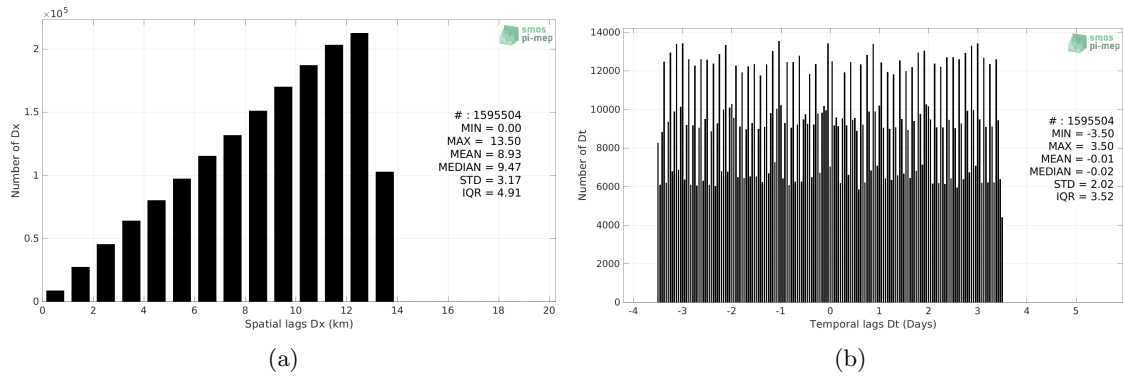 ×10⁵
smos
pi-mep
2
1.5
1
0.5
0
Number of Dx
# : 1595504
MIN = 0.00
MAX = 13.50
MEAN = 8.93
MEDIAN = 9.47
STD = 3.17
IQR = 4.91
0 2 4 6 8 10 12 14 16 18 20
Spatial lags Dx (km)
(a)
smos
pi-mep
14000
12000
10000
8000
6000
4000
2000
0
Number of Dt
# : 1595504
MIN = -3.50
MAX = 3.50
MEAN = -0.01
MEDIAN = -0.02
STD = 2.02
IQR = 3.52
-4 -3 -2 -1 0 1 2 3 4 5
Temporal lags Dt (Days)
(b)